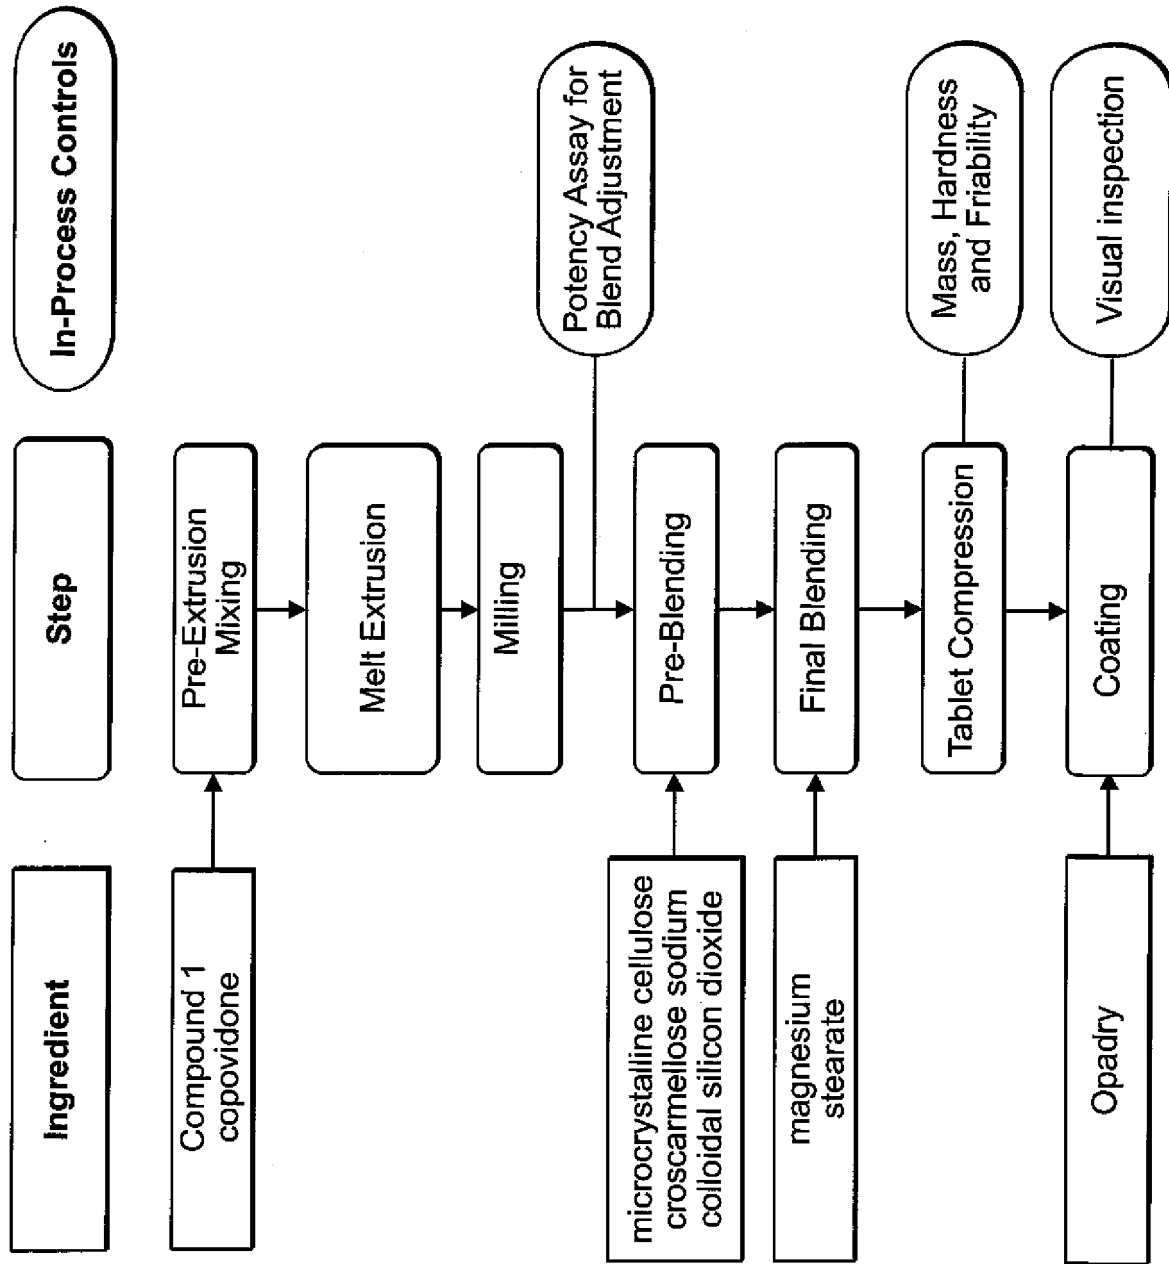 Ingredient
Step
In-Process Controls
Compound 1
copovidone
Pre-Extrusion
Mixing
Melt Extrusion
Milling
Potency Assay for
Blend Adjustment
microcrystalline cellulose
croscarmellose sodium
colloidal silicon dioxide
Pre-Blending
magnesium
stearate
Final Blending
Tablet Compression
Mass, Hardness
and Friability
Opadry
Coating
Visual inspection